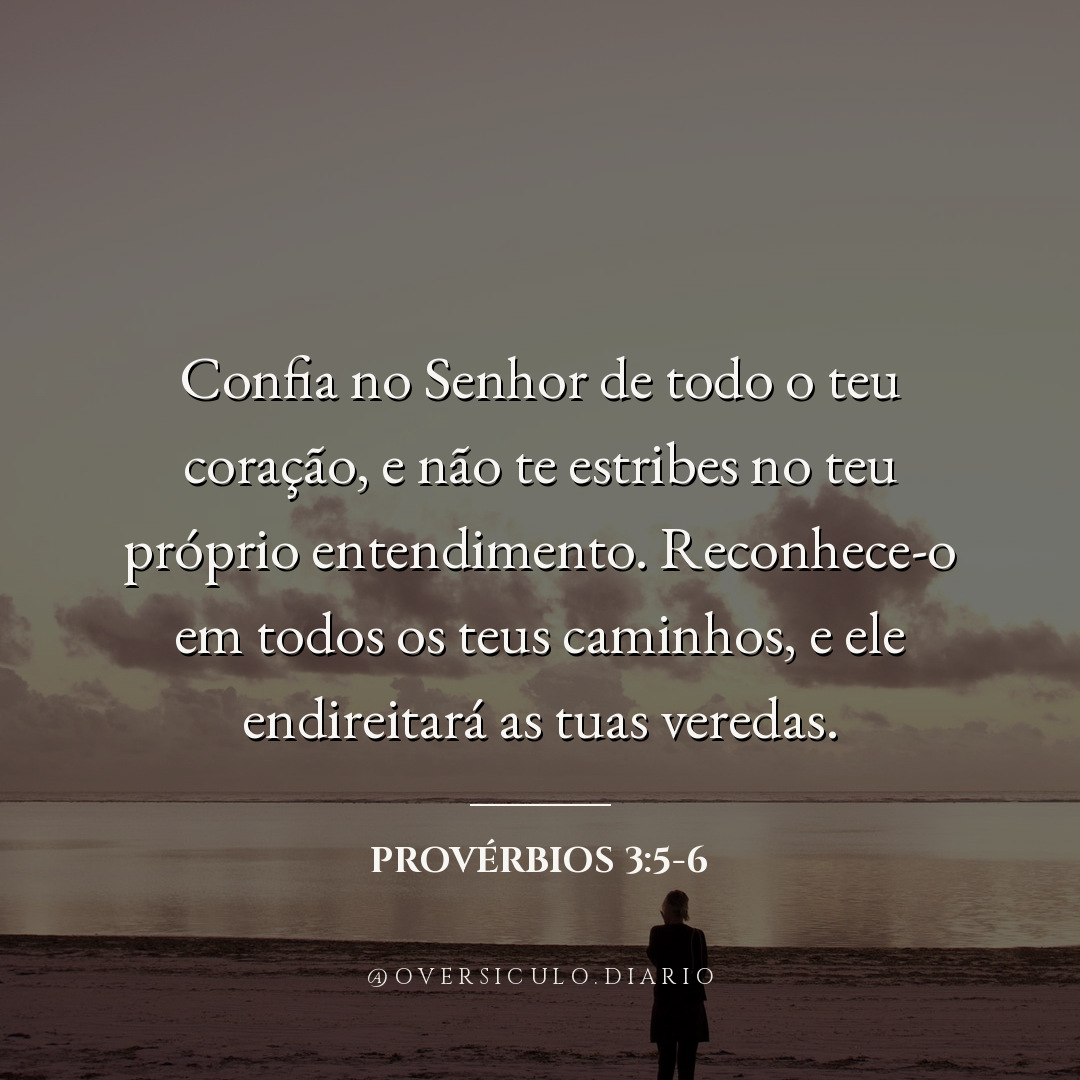 Confia no Senhor de todo o teu
coração, e não te estribes no teu
próprio entendimento. Reconhece-o
em todos os teus caminhos, e ele
endireitará as tuas veredas.
PROVÉRBIOS 3:5-6
@OVERSICULO.DIARIO